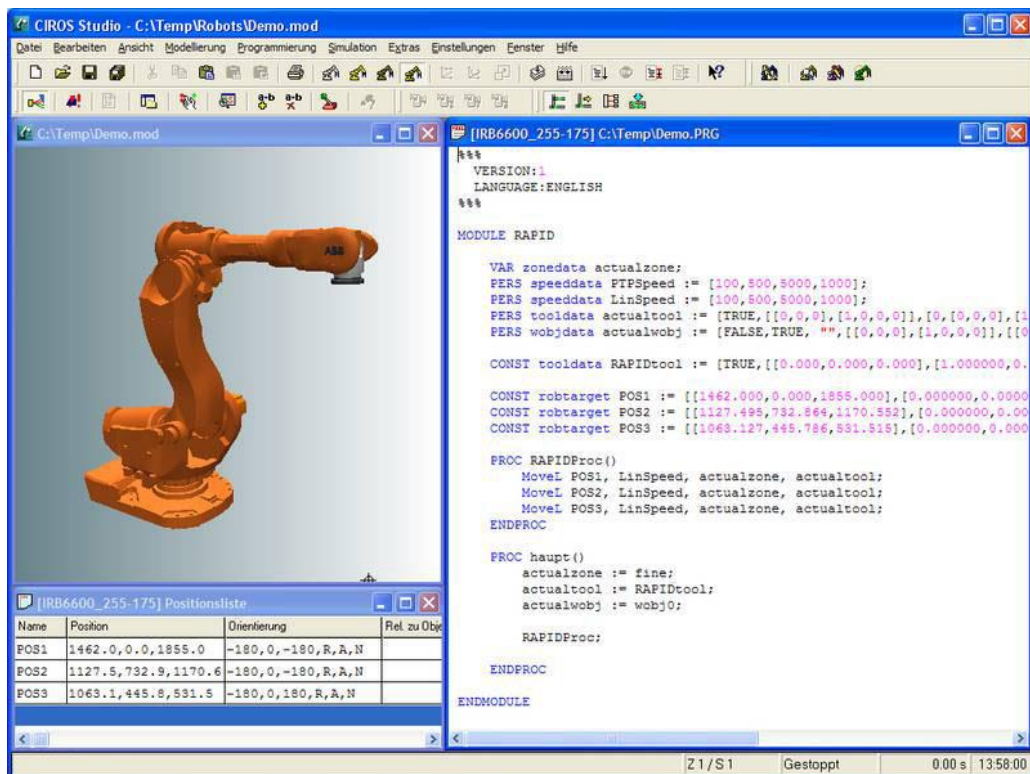 CIROS Studio - C:\Temp\Robots\Demo.mod
Datei Bearbeiten Ansicht Modellierung Programmierung Simulation Extras Einstellungen Fenster Hilfe
C:\Temp\Demo.mod
ABB
[IRB6600_255-175] Positionsliste
Name Position Orientierung Rel. zu Obje
POS1 1462.0,0.0,1855.0 -180,0,-180,R,A,N
POS2 1127.5,732.9,1170.6 -180,0,-180,R,A,N
POS3 1063.1,445.8,531.5 -180,0,180,R,A,N
[IRB6600_255-175] C:\Temp\Demo.PRG
%%%
VERSION:1
LANGUAGE:ENGLISH
%%%
MODULE RAPID
VAR zonedata actualzone;
PERS speeddata PTPSpeed := [100,500,5000,1000];
PERS speeddata LinSpeed := [100,500,5000,1000];
PERS tooldata actualtool := [TRUE,[[0,0,0],[1,0,0,0]],[0,[0,0,0],[1
PERS wobjdata actualwobj := [FALSE,TRUE, "",[[0,0,0],[1,0,0,0]],[[0
CONST tooldata RAPIDtool := [TRUE,[[0.000,0.000,0.000],[1.000000,0.
CONST robtarget POS1 := [[1462.000,0.000,1855.000],[0.000000,0.0000
CONST robtarget POS2 := [[1127.495,732.864,1170.552],[0.000000,0.00
CONST robtarget POS3 := [[1063.127,445.786,531.515],[0.000000,0.000
PROC RAPIDProc()
MoveL POS1, LinSpeed, actualzone, actualtool;
MoveL POS2, LinSpeed, actualzone, actualtool;
MoveL POS3, LinSpeed, actualzone, actualtool;
ENDPROC
PROC haupt()
actualzone := fine;
actualtool := RAPIDtool;
actualwobj := wobj0;
RAPIDProc;
ENDPROC
ENDMODULE
Z1/S1 Gestoppt 0.00 s 13:58:00